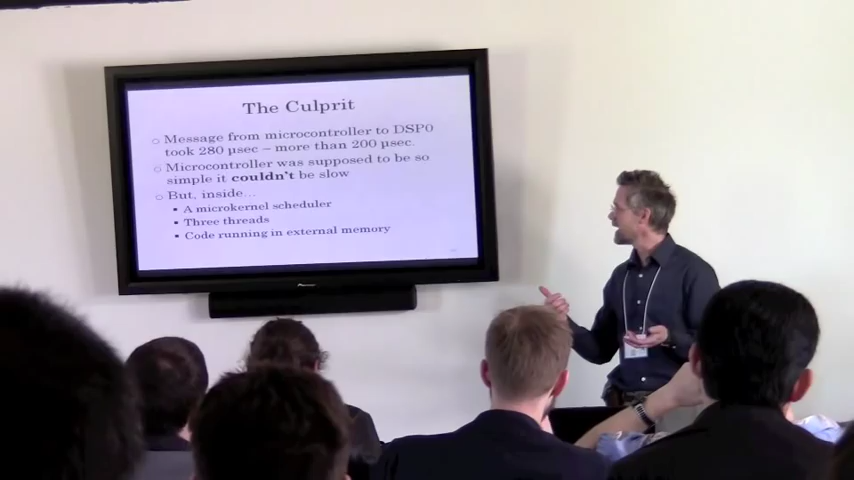 The Culprit
○ Message from microcontroller to DSP0
took 280 μsec – more than 200 μsec.
○ Microcontroller was supposed to be so
simple it couldn't be slow
○ But, inside…
▪ A microkernel scheduler
▪ Three threads
▪ Code running in external memory
Pioneer